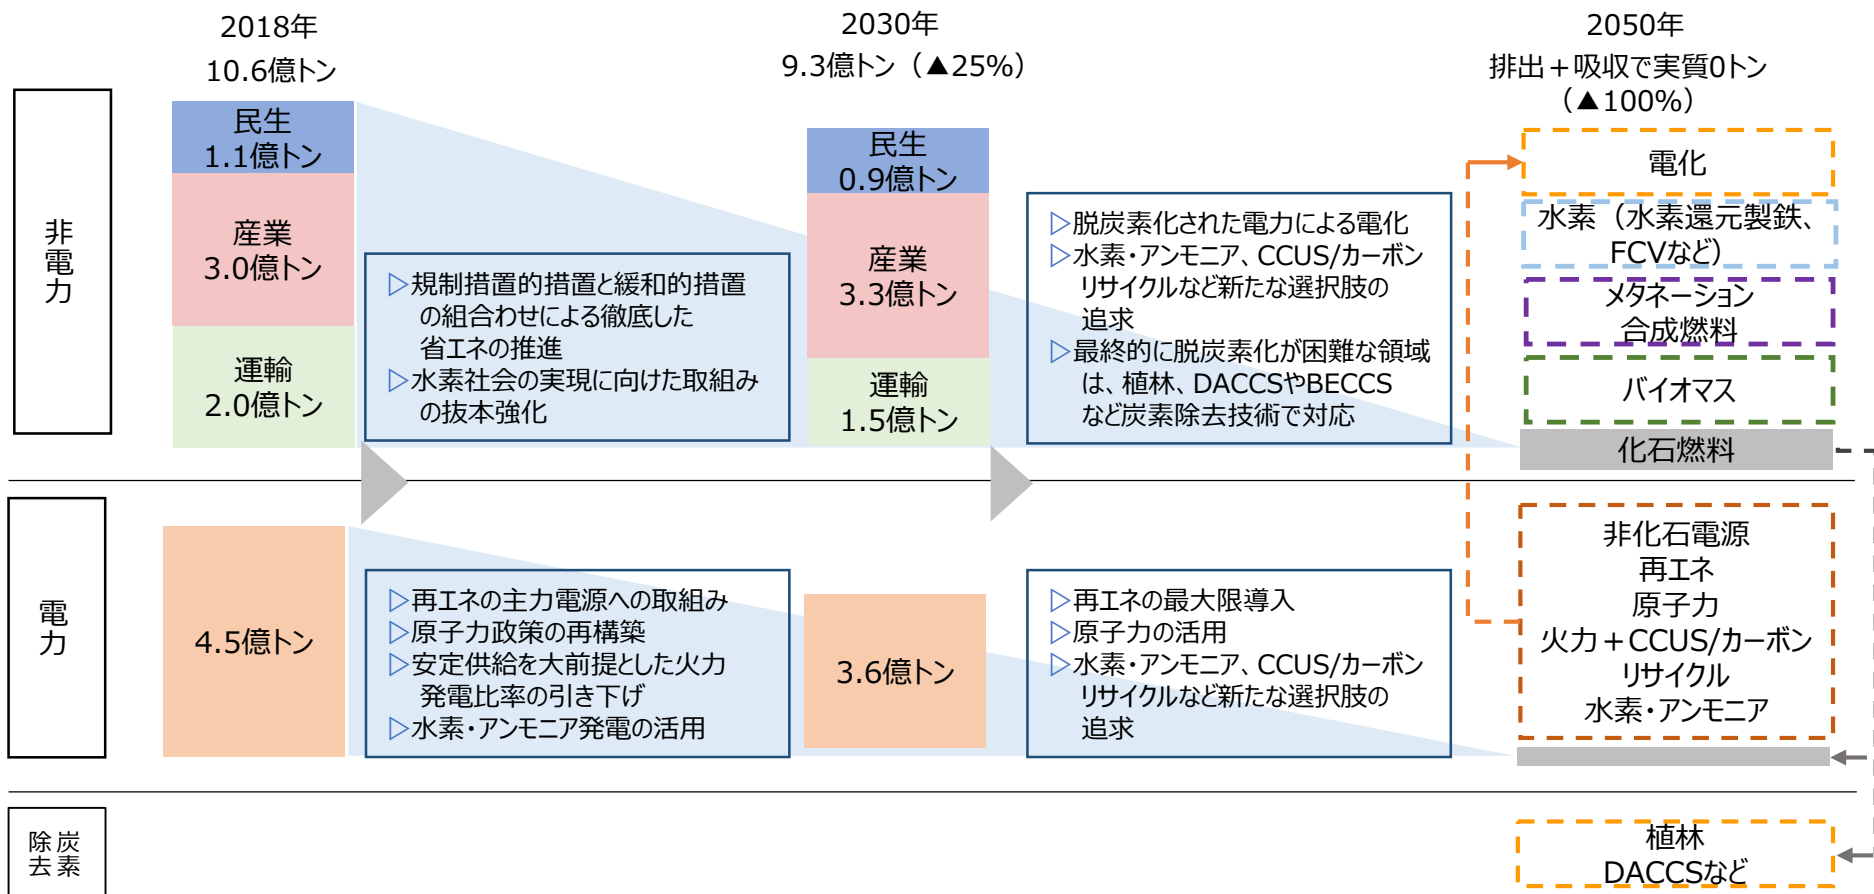 2018年
10.6億トン
2030年
9.3億トン（▲25%）
2050年
排出＋吸収で実質0トン
（▲100%）
非電力
民生
1.1億トン
産業
3.0億トン
運輸
2.0億トン
▷規制措置的措置と緩和的措置
の組合わせによる徹底した
省エネの推進
▷水素社会の実現に向けた取組み
の抜本強化
民生
0.9億トン
産業
3.3億トン
運輸
1.5億トン
▷脱炭素化された電力による電化
▷水素・アンモニア、CCUS/カーボン
リサイクルなど新たな選択肢の
追求
▷最終的に脱炭素化が困難な領域
は、植林、DACCSやBECCS
など炭素除去技術で対応
電化
水素（水素還元製鉄、
FCVなど）
メタネーション
合成燃料
バイオマス
化石燃料
電力
4.5億トン
▷再エネの主力電源への取組み
▷原子力政策の再構築
▷安定供給を大前提とした火力
発電比率の引き下げ
▷水素・アンモニア発電の活用
3.6億トン
▷再エネの最大限導入
▷原子力の活用
▷水素・アンモニア、CCUS/カーボン
リサイクルなど新たな選択肢の
追求
非化石電源
再エネ
原子力
火力＋CCUS/カーボン
リサイクル
水素・アンモニア
炭素
除去
植林
DACCSなど